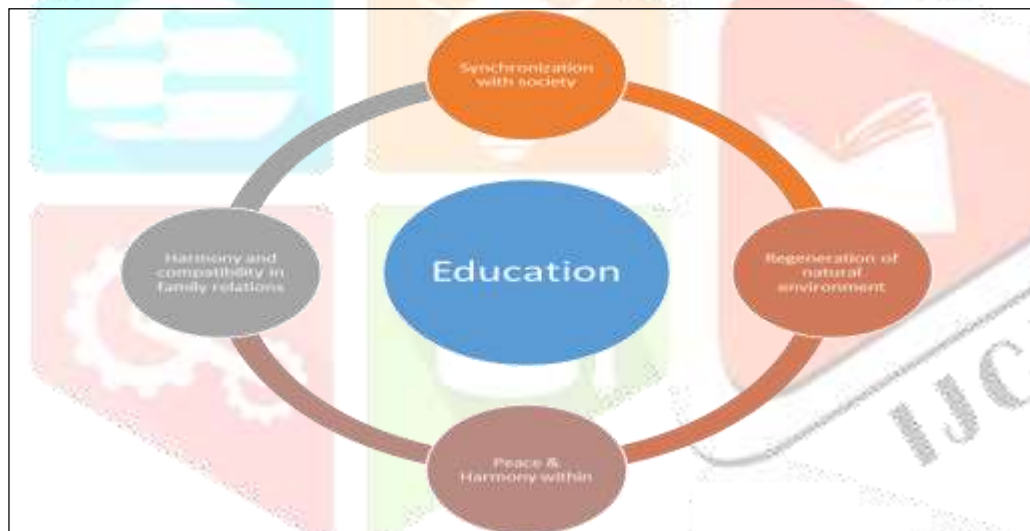 Synchronization
with society
Harmony and
compatibility in
family relations
Education
Regeneration of
natural
environment
Peace &
Harmony within
IJC